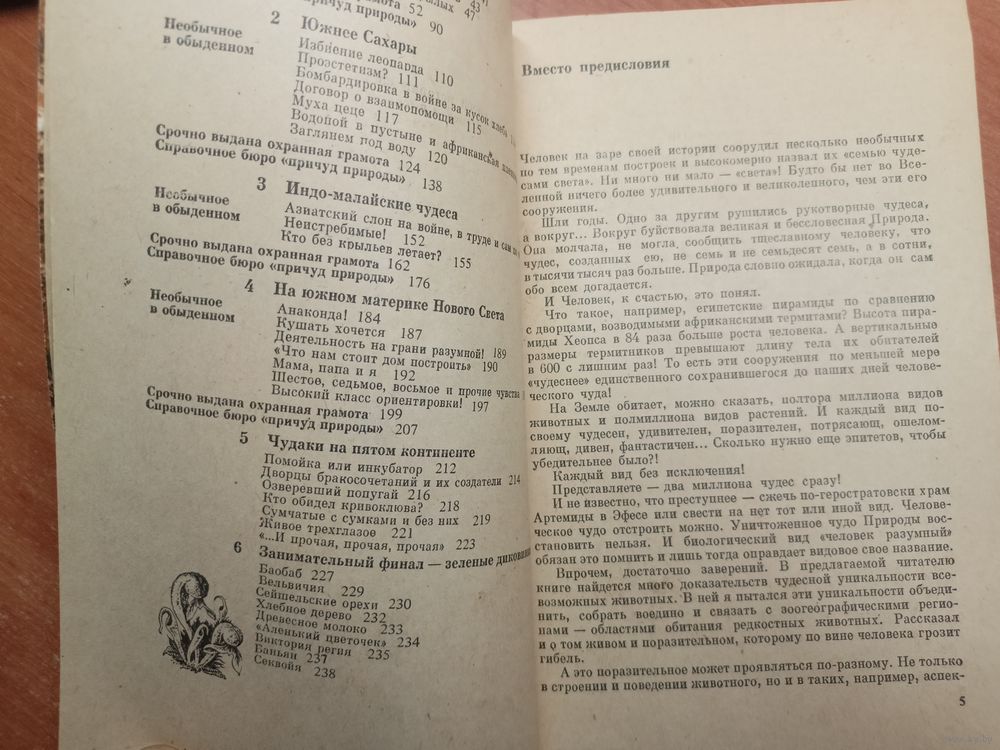 43
47
грамота 52
«причуд природы» 90
2 Южнее Сахары
Необычное
в обыденном
Избиение леопарда 110
Проэстетизм? 111
Бомбардировка в войне за кусок хлеба
Договор о взаимопомощи 115
Муха цеце 117
Водопой в пустыне и африканская
Заглянем под воду 120
Срочно выдана охранная грамота 124
Справочное бюро «причуд природы» 138
3 Индо-малайские чудеса
Необычное
в обыденном
Азиатский слон на войне, в труде и сам по
Неистребимые! 152
Кто без крыльев летает? 155
Срочно выдана охранная грамота 162
Справочное бюро «причуд природы» 176
4 На южном материке Нового Света
Необычное
в обыденном
Анаконда! 184
Кушать хочется 187
Деятельность на грани разумной! 189
«Что нам стоит дом построить» 190
Мама, папа и я 192
Шестое, седьмое, восьмое и прочие чувства
Высокий класс ориентировки! 197
Срочно выдана охранная грамота 199
Справочное бюро «причуд природы» 207
5 Чудаки на пятом континенте
Помойка или инкубатор 212
Дворцы бракосочетаний и их создатели 214
Озверевший попугай 216
Кто обидел криволюва? 218
Сумчатые с сумками и без них 219
Живое трехглазое 221
«...И прочая, прочая, прочая» 223
6 Занимательный финал — зеленые диковины
Баобаб 227
Вельвичия 229
Сейшельские орехи 230
Хлебное дерево 232
Древесное молоко 233
«Аленький цветочек» 234
Виктория регия 235
Баньян 237
Секвойя 238
Вместо предисловия
Человек на заре своей истории соорудил несколько необычных
по тем временам построек и высокомерно назвал их «семью чуде-
сами света». Ни много ни мало — «света»! Будто бы нет во Все-
ленной ничего более удивительного и великолепного, чем эти его
сооружения.
Шли годы. Одно за другим рушились рукотворные чудеса,
а вокруг... Вокруг буйствовала великая и бессловесная Природа.
Она молчала, не могла сообщить тщеславному человеку, что
чудес, созданных ею, не семь и не семьдесят семь, а в сотни,
в тысячи тысяч раз больше. Природа словно ожидала, когда он сам
обо всем догадается.
И Человек, к счастью, это понял.
Что такое, например, египетские пирамиды по сравнению
с дворцами, возводимыми африканскими термитами? Высота пира-
миды Хеопса в 84 раза больше роста человека. А вертикальные
размеры термитников превышают длину тела их обитателей
в 600 с лишним раз! То есть эти сооружения по меньшей мере
«чудеснее» единственного сохранившегося до наших дней челове-
ческого чуда!
На Земле обитает, можно сказать, полтора миллиона видов
животных и полмиллиона видов растений. И каждый вид по-
своему чудесен, удивителен, поразителен, потрясающ, ошелом-
ляющ, дивен, фантастичен... Сколько нужно еще эпитетов, чтобы
убедительнее было?!
Каждый вид без исключения!
Представляете — два миллиона чудес сразу!
И не известно, что преступнее — сжечь по-геростратовски храм
Артемиды в Эфесе или свести на нет тот или иной вид. Челове-
ческое чудо отстроить можно. Уничтоженное чудо Природы вос-
становить нельзя. И биологический вид «человек разумный»
обязан это помнить и лишь тогда оправдает видовое свое название.
Впрочем, достаточно заверений. В предлагаемой читателю
книге найдется много доказательств чудесной уникальности все-
возможных животных. В ней я пытался эти уникальности объеди-
нить, собрать воедино и связать с зоогеографическими регио-
нами — областями обитания редкостных животных. Рассказал
и о том живом и поразительном, которому по вине человека грозит
гибель.
А это поразительное может проявляться по-разному. Не только
в строении и поведении животного, но и в таких, например, аспек-
5